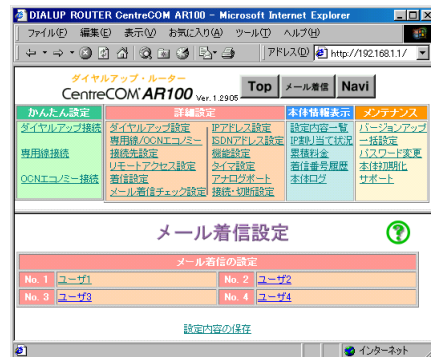 DIALUP ROUTER CentreCOM AR100 - Microsoft Internet Explorer
ファイル(F) 編集(E) 表示(V) お気に入り(A) ツール(T) ヘルプ(H)
アドレス(D) http://192.168.1.1/
ダイヤルアップ・ルーター
CentreCOM AR100 Ver. 1.2905 Top メール着信 Navi
かんたん設定 詳細設定 本体情報表示 メンテナンス
ダイヤルアップ接続 ダイヤルアップ設定 IPアドレス設定 設定内容一覧 バージョンアップ
専用線/OCNエコノミー ISDNアドレス設定 IP割り当て状況 一括設定
専用線接続 接続先設定 機能設定 累積料金 パスワード変更
リモートアクセス設定 タイマ設定 着信番号履歴 本体初期化
OCNエコノミー接続 着信設定 アナログポート 本体ログ サポート
メール着信チェック設定 接続・切断設定
メール着信設定 ?
メール着信の設定
No. 1 ユーザ1 No. 2 ユーザ2
No. 3 ユーザ3 No. 4 ユーザ4
設定内容の保存
インターネット